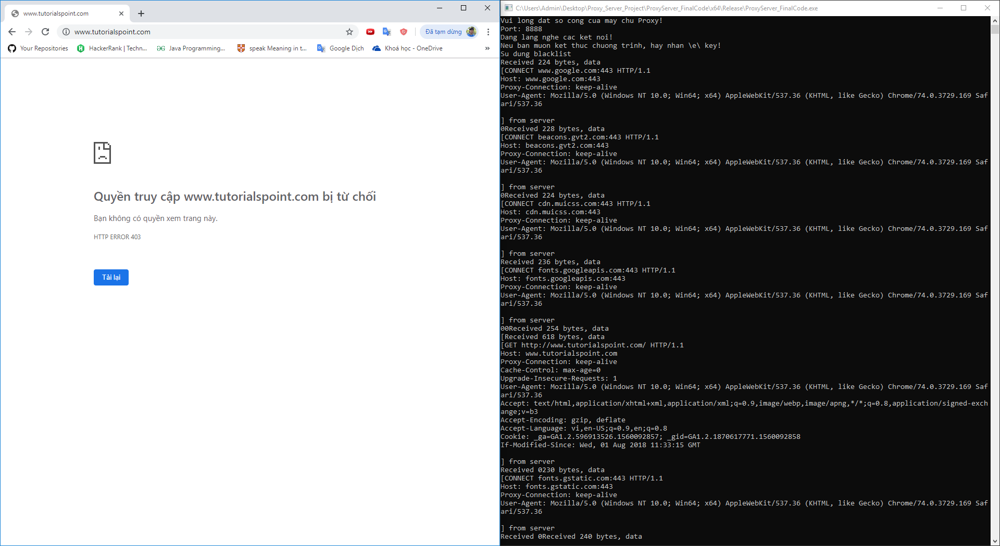 www.tutorialspoint.com
www.tutorialspoint.com
Đã tạm dừng
Your Repositories
HackerRank | Techn...
Java Programming...
speak Meaning in t...
Google Dịch
Khoá học - OneDrive
»
Quyền truy cập www.tutorialspoint.com bị từ chối
Bạn không có quyền xem trang này.
HTTP ERROR 403
Tải lại
C:\Users\Admin\Desktop\Proxy_Server_Project\ProxyServer_FinalCode\x64\Release\ProxyServer_FinalCode.exe
Vui long dat so cong cua may chu Proxy!
Port: 8888
Dang lang nghe cac ket noi!
Neu ban muon ket thuc chuong trinh, hay nhan \e\ key!
Su dung blacklist
Received 224 bytes, data
[CONNECT www.google.com:443 HTTP/1.1
Host: www.google.com:443
Proxy-Connection: keep-alive
User-Agent: Mozilla/5.0 (Windows NT 10.0; Win64; x64) AppleWebKit/537.36 (KHTML, like Gecko) Chrome/74.0.3729.169 Saf
ari/537.36
] from server
0Received 228 bytes, data
[CONNECT beacons.gvt2.com:443 HTTP/1.1
Host: beacons.gvt2.com:443
Proxy-Connection: keep-alive
User-Agent: Mozilla/5.0 (Windows NT 10.0; Win64; x64) AppleWebKit/537.36 (KHTML, like Gecko) Chrome/74.0.3729.169 Saf
ari/537.36
] from server
0Received 224 bytes, data
[CONNECT cdn.muicss.com:443 HTTP/1.1
Host: cdn.muicss.com:443
Proxy-Connection: keep-alive
User-Agent: Mozilla/5.0 (Windows NT 10.0; Win64; x64) AppleWebKit/537.36 (KHTML, like Gecko) Chrome/74.0.3729.169 Saf
ari/537.36
] from server
Received 236 bytes, data
[CONNECT fonts.googleapis.com:443 HTTP/1.1
Host: fonts.googleapis.com:443
Proxy-Connection: keep-alive
User-Agent: Mozilla/5.0 (Windows NT 10.0; Win64; x64) AppleWebKit/537.36 (KHTML, like Gecko) Chrome/74.0.3729.169 Saf
ari/537.36
] from server
00Received 254 bytes, data
[Received 618 bytes, data
[GET http://www.tutorialspoint.com/ HTTP/1.1
Host: www.tutorialspoint.com
Proxy-Connection: keep-alive
Cache-Control: max-age=0
Upgrade-Insecure-Requests: 1
User-Agent: Mozilla/5.0 (Windows NT 10.0; Win64; x64) AppleWebKit/537.36 (KHTML, like Gecko) Chrome/74.0.3729.169 Saf
ari/537.36
Accept: text/html,application/xhtml+xml,application/xml;q=0.9,image/webp,image/apng,*/*;q=0.8,application/signed-exch
ange;v=b3
Accept-Encoding: gzip, deflate
Accept-Language: vi,en-US;q=0.9,en;q=0.8
Cookie: _ga=GA1.2.596913526.1560092857; _gid=GA1.2.1870617771.1560092858
If-Modified-Since: Wed, 01 Aug 2018 11:33:15 GMT
] from server
Received 0230 bytes, data
[CONNECT fonts.gstatic.com:443 HTTP/1.1
Host: fonts.gstatic.com:443
Proxy-Connection: keep-alive
User-Agent: Mozilla/5.0 (Windows NT 10.0; Win64; x64) AppleWebKit/537.36 (KHTML, like Gecko) Chrome/74.0.3729.169 Saf
ari/537.36
] from server
Received 0Received 240 bytes, data